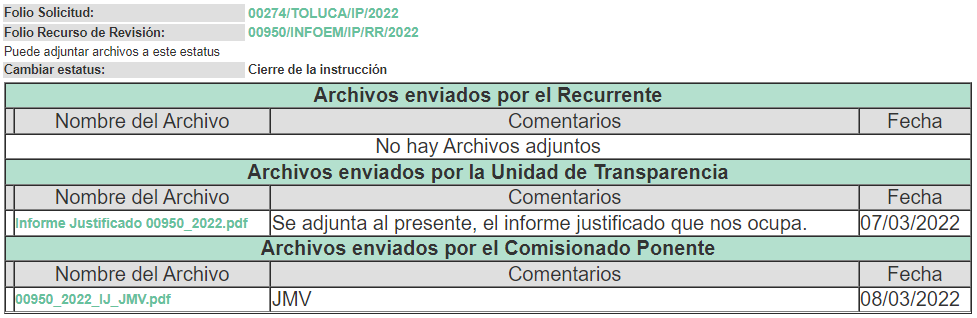 Folio Solicitud: 00274/TOLUCA/IP/2022
Folio Recurso de Revisión: 00950/INFOEM/IP/RR/2022
Puede adjuntar archivos a este estatus
Cambiar estatus: Cierre de la instrucción
Archivos enviados por el Recurrente
Nombre del Archivo Comentarios Fecha
No hay Archivos adjuntos
Archivos enviados por la Unidad de Transparencia
Nombre del Archivo Comentarios Fecha
Informe Justificado 00950_2022.pdf Se adjunta al presente, el informe justificado que nos ocupa. 07/03/2022
Archivos enviados por el Comisionado Ponente
Nombre del Archivo Comentarios Fecha
00950_2022_IJ_JMV.pdf JMV 08/03/2022